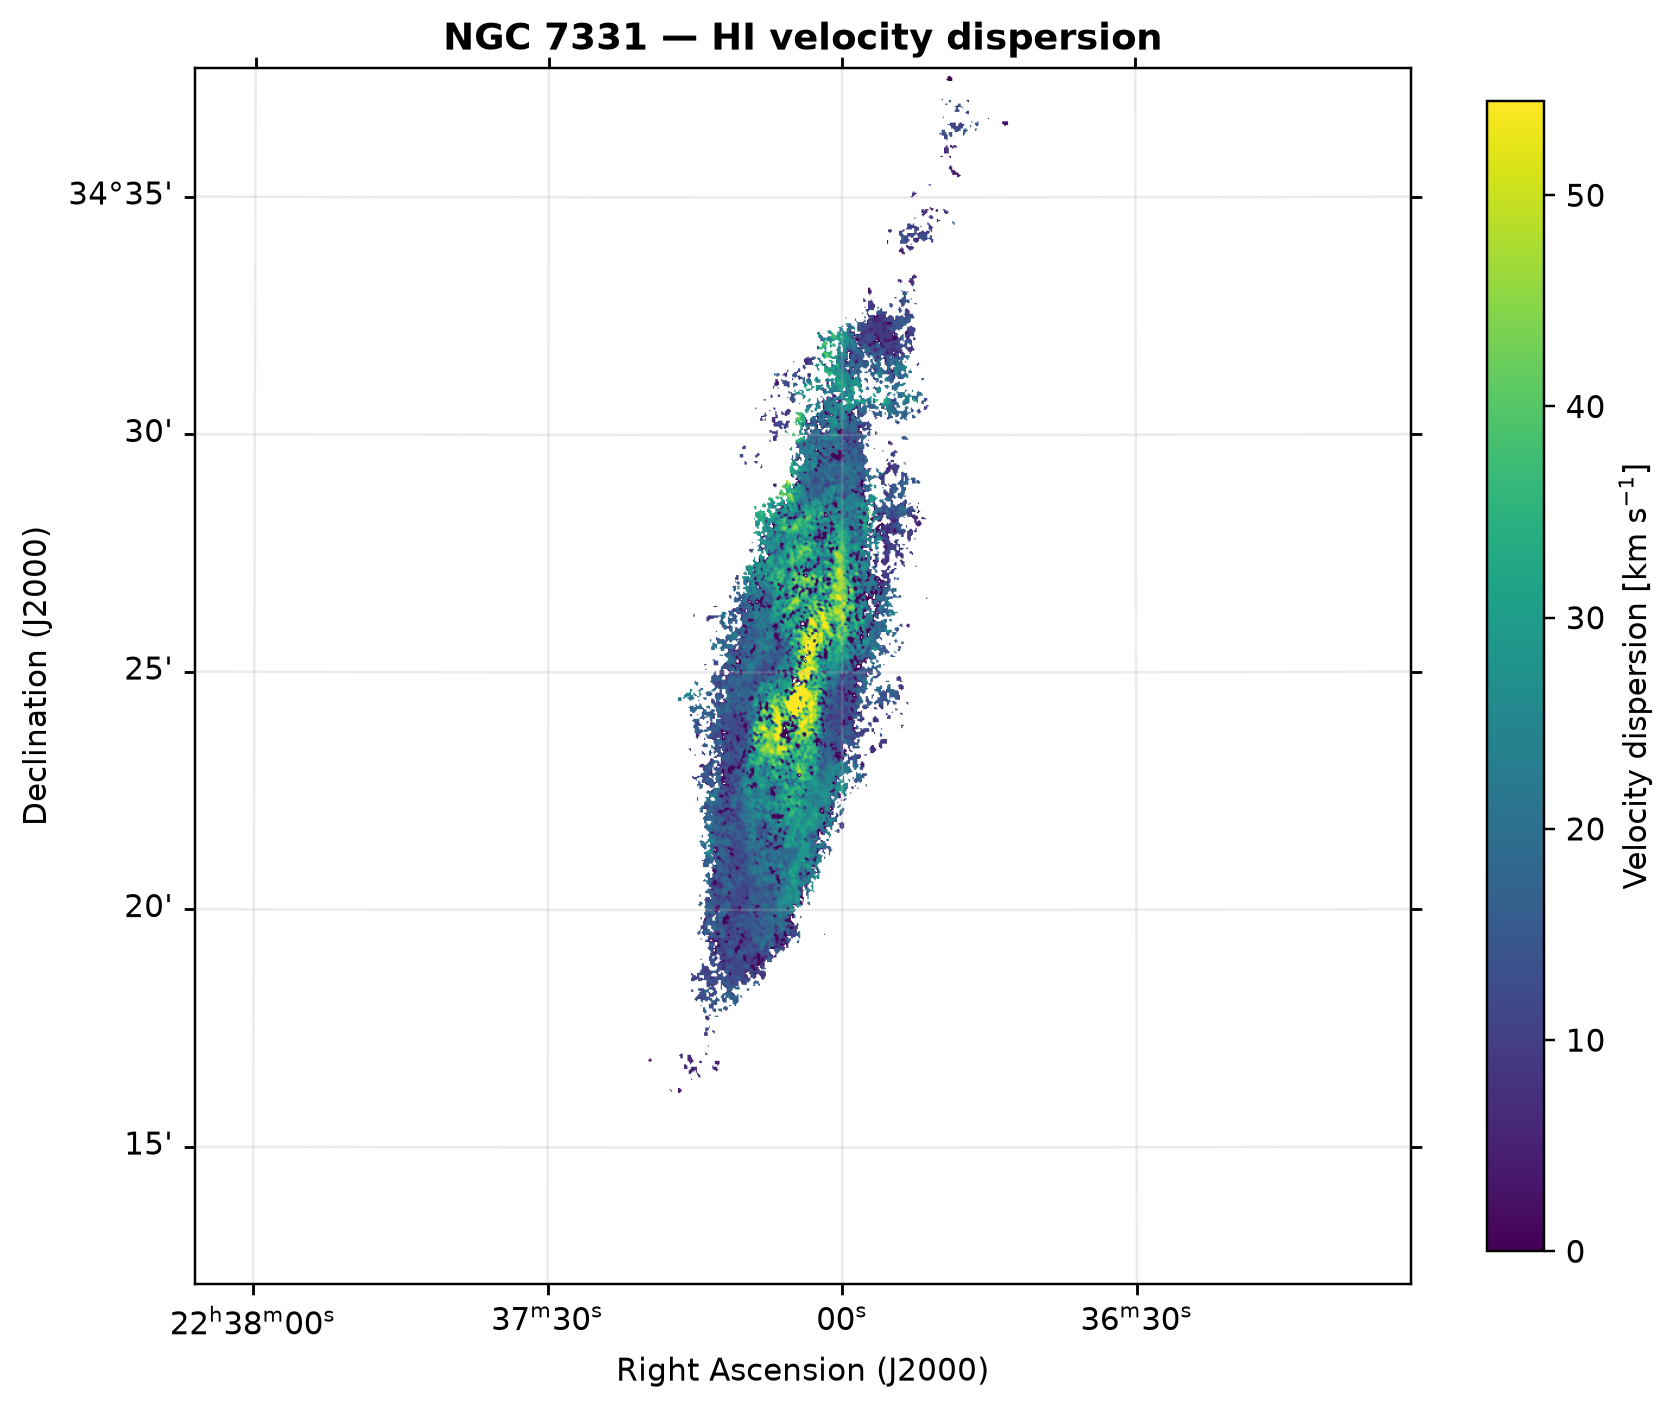 NGC 7331 — HI velocity dispersion
34°35'
30'
25'
20'
15'
Declination (J2000)
22ʰ38ᵐ00ˢ
37ᵐ30ˢ
00ˢ
36ᵐ30ˢ
Right Ascension (J2000)
50
40
30
20
10
0
Velocity dispersion [km s⁻¹]